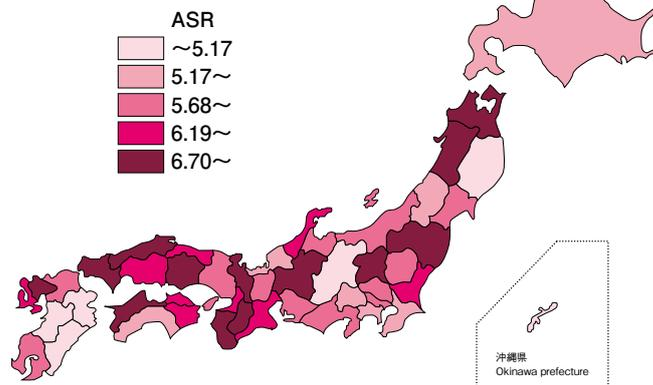 ASR
〜5.17
5.17〜
5.68〜
6.19〜
6.70〜
沖縄県
Okinawa prefecture